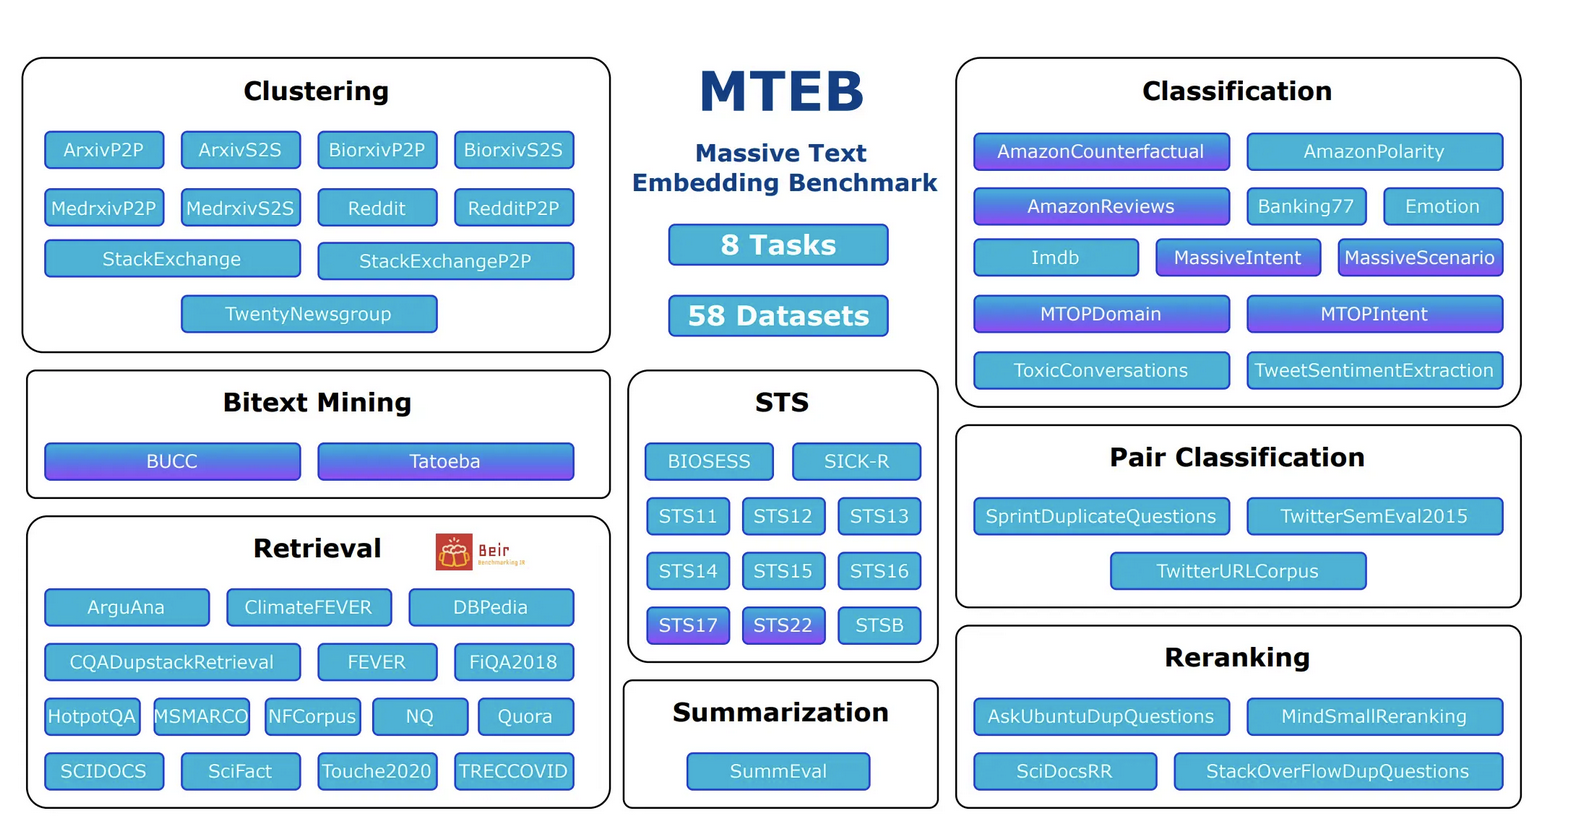 MTEB
Massive Text
Embedding Benchmark
8 Tasks
58 Datasets
Clustering
ArxivP2P ArxivS2S BiorxivP2P BiorxivS2S
MedrxivP2P MedrxivS2S Reddit RedditP2P
StackExchange StackExchangeP2P
TwentyNewsgroup
Bitext Mining
BUCC Tatoeba
Retrieval
Beir
Benchmarking IR
ArguAna ClimateFEVER DBPedia
CQADupstackRetrieval FEVER FiQA2018
HotpotQA MSMARCO NFCorpus NQ Quora
SCIDOCS SciFact Touche2020 TRECCOVID
STS
BIOSESS SICK-R
STS11 STS12 STS13
STS14 STS15 STS16
STS17 STS22 STSB
Summarization
SummEval
Classification
AmazonCounterfactual AmazonPolarity
AmazonReviews Banking77 Emotion
Imdb MassiveIntent MassiveScenario
MTOPDomain MTOPIntent
ToxicConversations TweetSentimentExtraction
Pair Classification
SprintDuplicateQuestions TwitterSemEval2015
TwitterURLCorpus
Reranking
AskUbuntuDupQuestions MindSmallReranking
SciDocsRR StackOverFlowDupQuestions